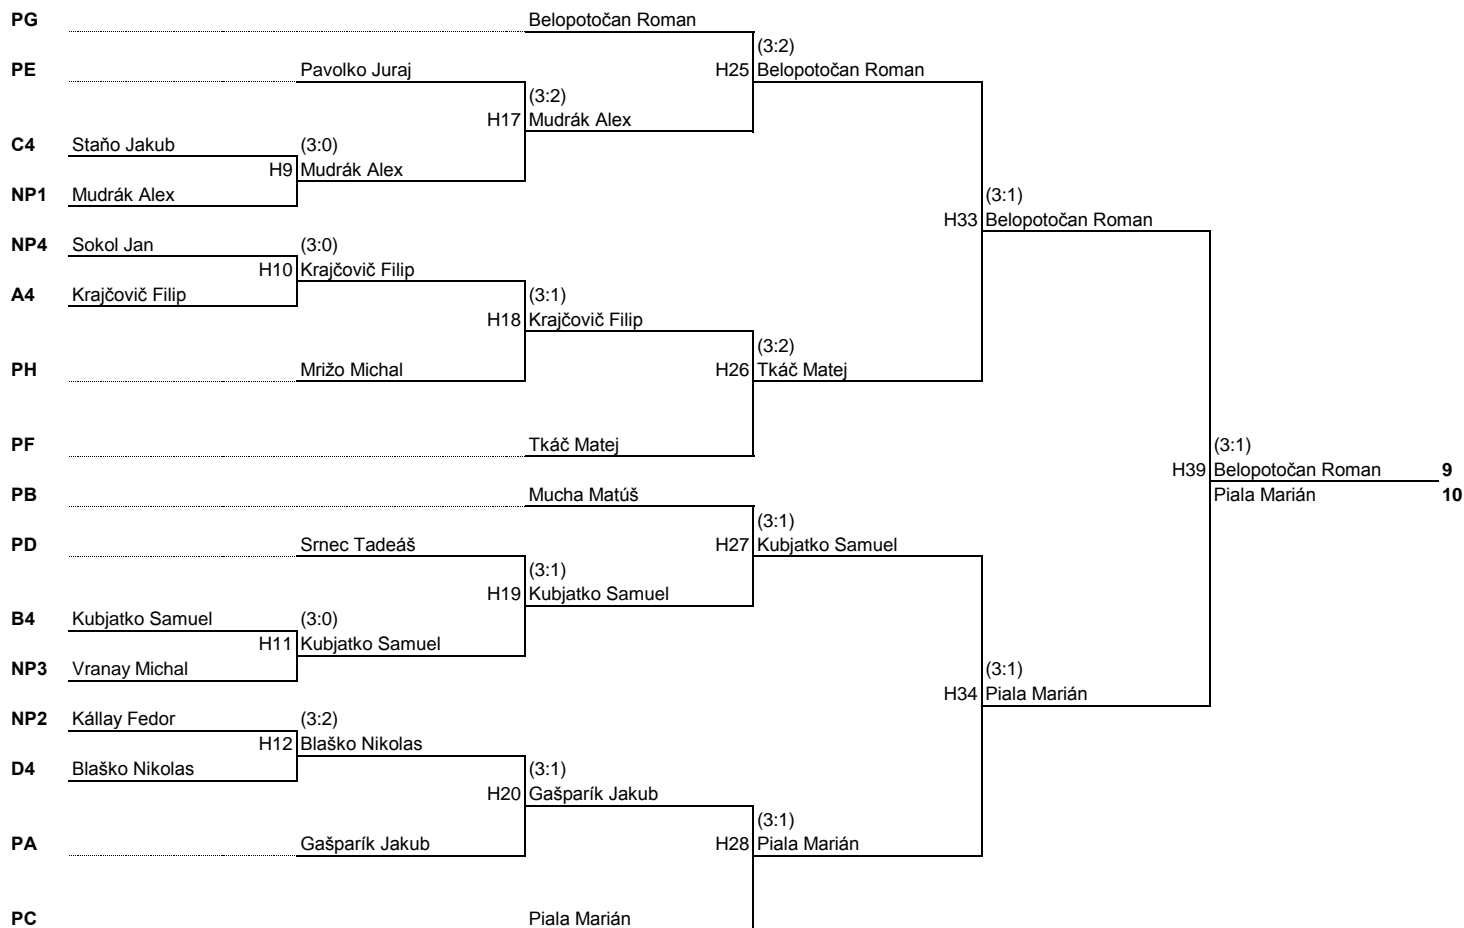 PG Belopotočan Roman
(3:2)
PE Pavolko Juraj H25 Belopotočan Roman
(3:2)
H17 Mudrák Alex
C4 Staňo Jakub (3:0)
H9 Mudrák Alex
NP1 Mudrák Alex (3:1)
H33 Belopotočan Roman
NP4 Sokol Jan (3:0)
H10 Krajčovič Filip
A4 Krajčovič Filip (3:1)
H18 Krajčovič Filip
(3:2)
PH Mrižo Michal H26 Tkáč Matej
PF Tkáč Matej (3:1)
H39 Belopotočan Roman 9
PB Mucha Matúš Piala Marián 10
(3:1)
PD Srnec Tadeáš H27 Kubjatko Samuel
(3:1)
H19 Kubjatko Samuel
B4 Kubjatko Samuel (3:0)
H11 Kubjatko Samuel
NP3 Vranay Michal (3:1)
H34 Piala Marián
NP2 Kállay Fedor (3:2)
H12 Blaško Nikolas
D4 Blaško Nikolas (3:1)
H20 Gašparík Jakub
(3:1)
PA Gašparík Jakub H28 Piala Marián
PC Piala Marián